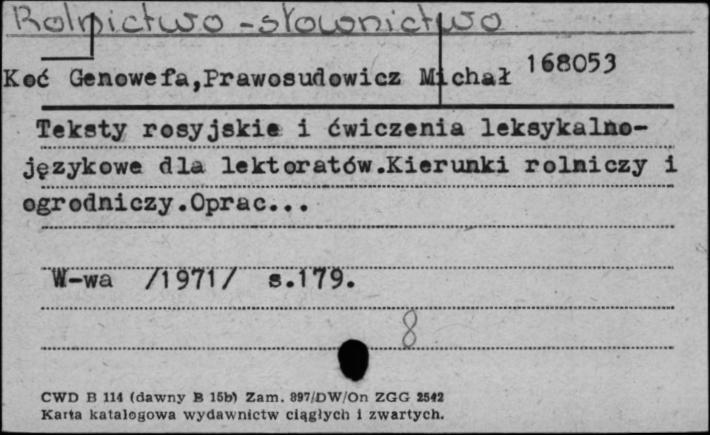 Rolnictwo - słownictwo
Koć Genowefa,Prawosudowicz Michał 168053
Teksty rosyjskie i ćwiczenia leksykalno-
językowe dla lektoratów.Kierunki rolniczy i
ogrodniczy.Oprac...
W-wa /1971/ s.179.
8
CWD B 114 (dawny B 15b) Zam. 897/DW/On ZGG 2542
Karta katalogowa wydawnictw ciągłych i zwartych.